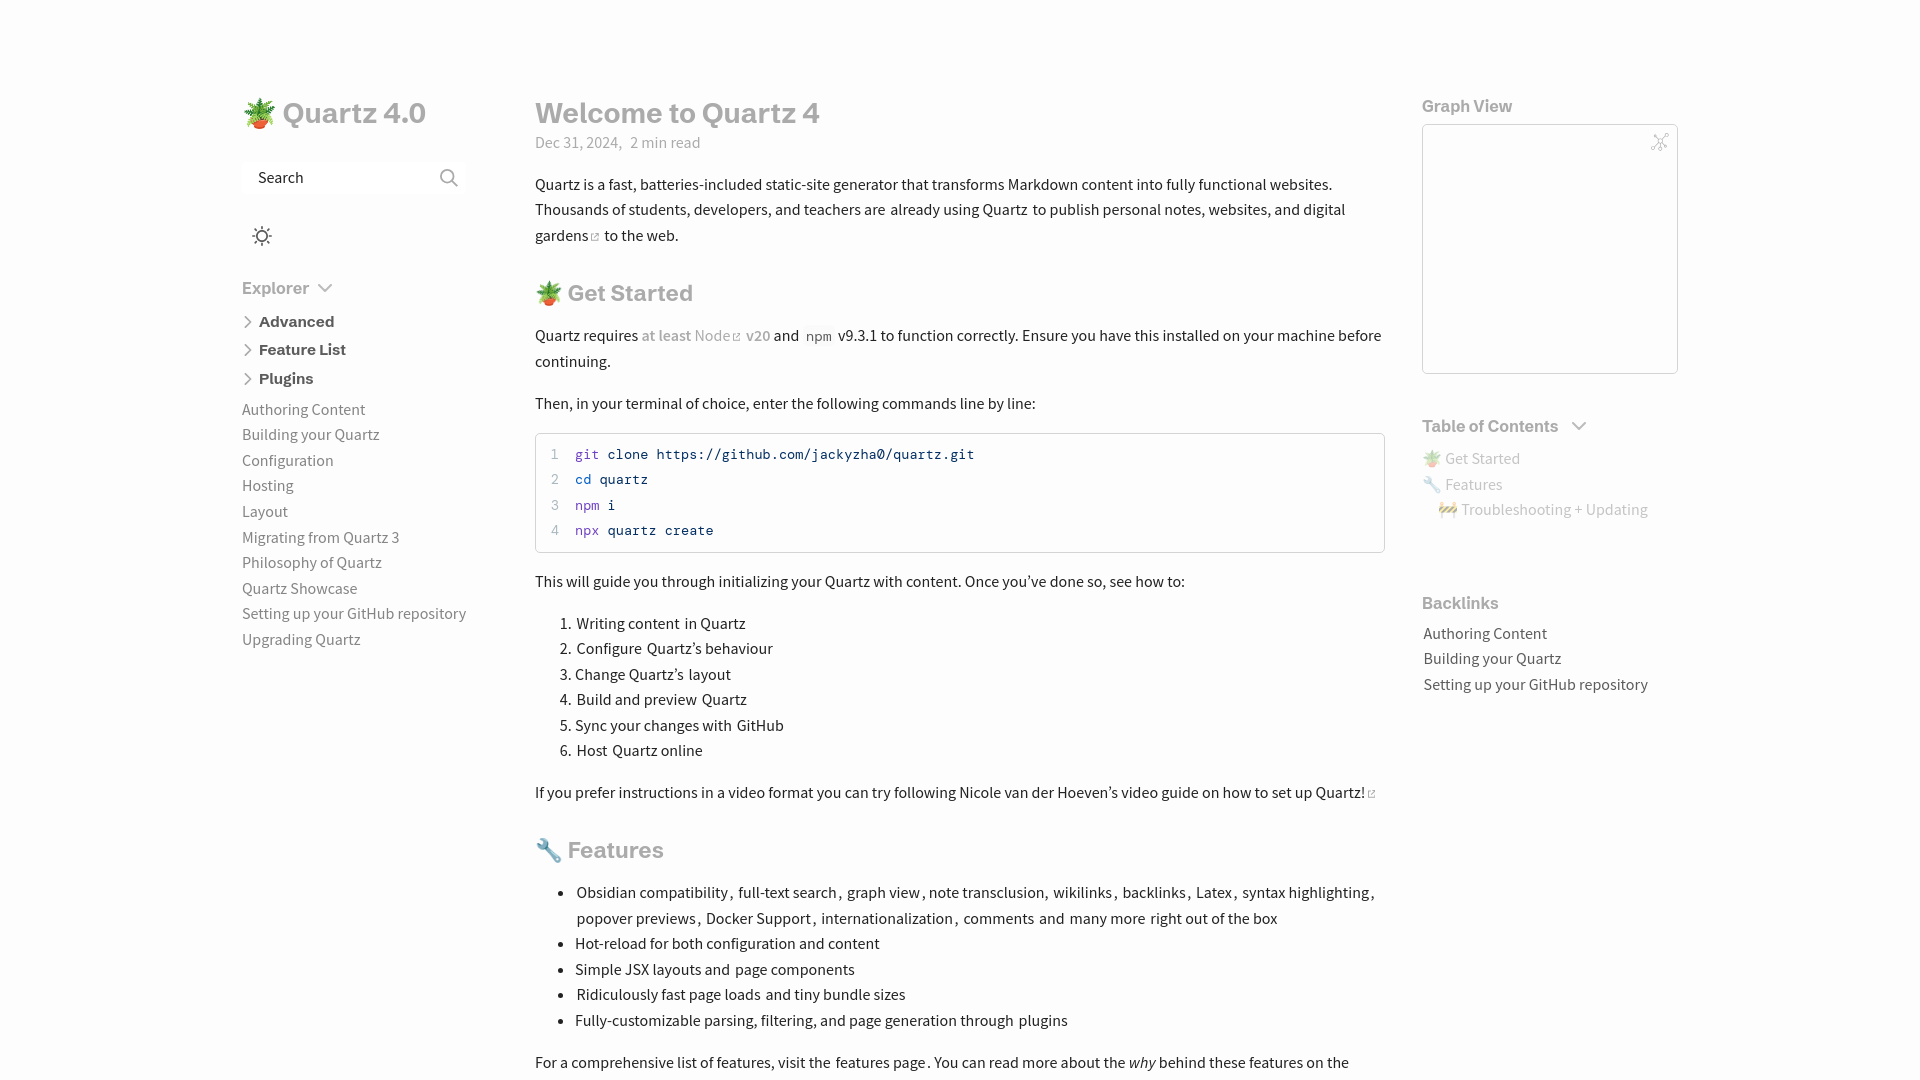 🪴 Quartz 4.0
Search
Explorer
Advanced
Feature List
Plugins
Authoring Content
Building your Quartz
Configuration
Hosting
Layout
Migrating from Quartz 3
Philosophy of Quartz
Quartz Showcase
Setting up your GitHub repository
Upgrading Quartz
Welcome to Quartz 4
Dec 31, 2024, 2 min read
Quartz is a fast, batteries-included static-site generator that transforms Markdown content into fully functional websites.
Thousands of students, developers, and teachers are already using Quartz to publish personal notes, websites, and digital
gardens to the web.
🪴 Get Started
Quartz requires at least Node v20 and npm v9.3.1 to function correctly. Ensure you have this installed on your machine before
continuing.
Then, in your terminal of choice, enter the following commands line by line:
1 git clone https://github.com/jackyzha0/quartz.git
2 cd quartz
3 npm i
4 npx quartz create
This will guide you through initializing your Quartz with content. Once you’ve done so, see how to:
1. Writing content in Quartz
2. Configure Quartz’s behaviour
3. Change Quartz’s layout
4. Build and preview Quartz
5. Sync your changes with GitHub
6. Host Quartz online
If you prefer instructions in a video format you can try following Nicole van der Hoeven’s video guide on how to set up Quartz!
🔧 Features
• Obsidian compatibility, full-text search, graph view, note transclusion, wikilinks, backlinks, Latex, syntax highlighting,
popover previews, Docker Support, internationalization, comments and many more right out of the box
• Hot-reload for both configuration and content
• Simple JSX layouts and page components
• Ridiculously fast page loads and tiny bundle sizes
• Fully-customizable parsing, filtering, and page generation through plugins
For a comprehensive list of features, visit the features page. You can read more about the why behind these features on the
Graph View
Table of Contents
🪴 Get Started
🔧 Features
🚧 Troubleshooting + Updating
Backlinks
Authoring Content
Building your Quartz
Setting up your GitHub repository